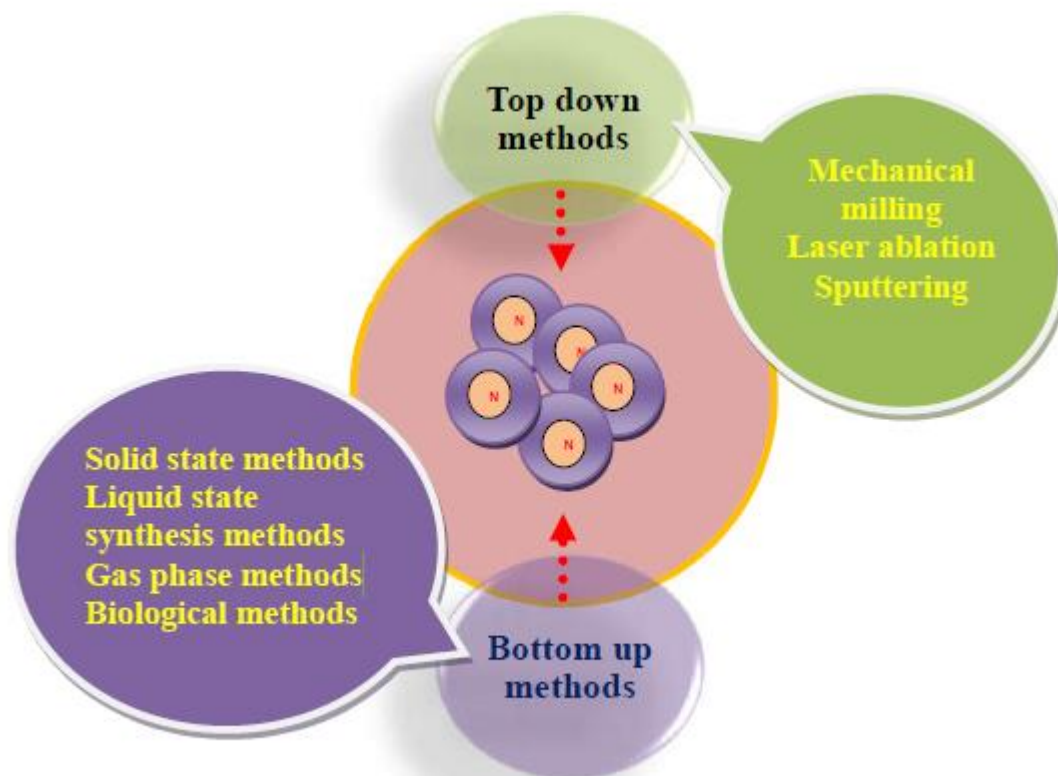 Top down
methods
Mechanical
milling
Laser ablation
Sputtering
N
N
N
N
N
Solid state methods
Liquid state
synthesis methods
Gas phase methods
Biological methods
Bottom up
methods